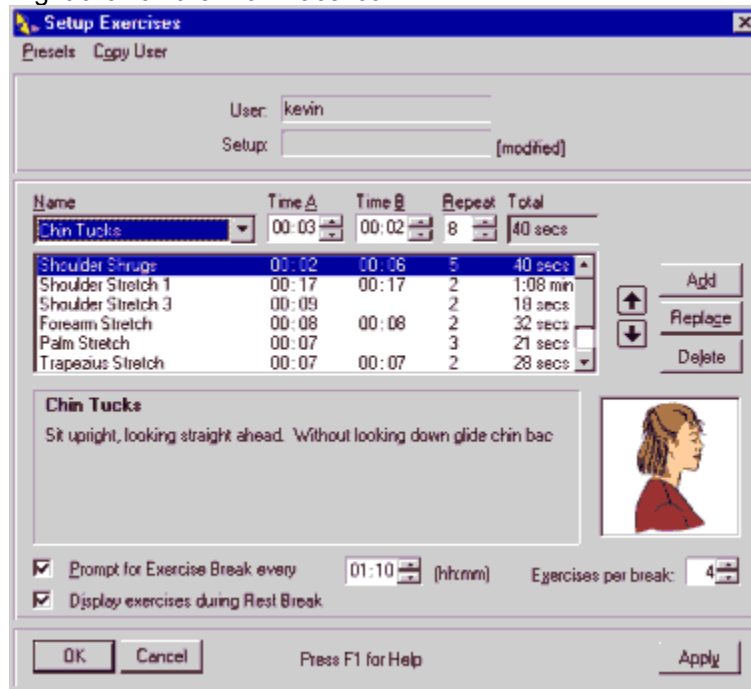 Setup Exercises
Presets Copy User
User: kevin
Setup: [modified]
Name Time A Time B Repeat Total
Chin Tucks 00:03 00:02 8 40 secs
Shoulder Shrugs 00:02 00:06 5 40 secs
Shoulder Stretch 1 00:17 00:17 2 1:08 min
Shoulder Stretch 3 00:09 2 18 secs
Forearm Stretch 00:08 00:08 2 32 secs
Palm Stretch 00:07 3 21 secs
Trapezius Stretch 00:07 00:07 2 28 secs
Add
Replace
Delete
Chin Tucks
Sit upright, looking straight ahead. Without looking down glide chin bac
Prompt for Exercise Break every 01:10 (hh:mm) Exercises per break: 4
Display exercises during Rest Break
OK Cancel Press F1 for Help Apply